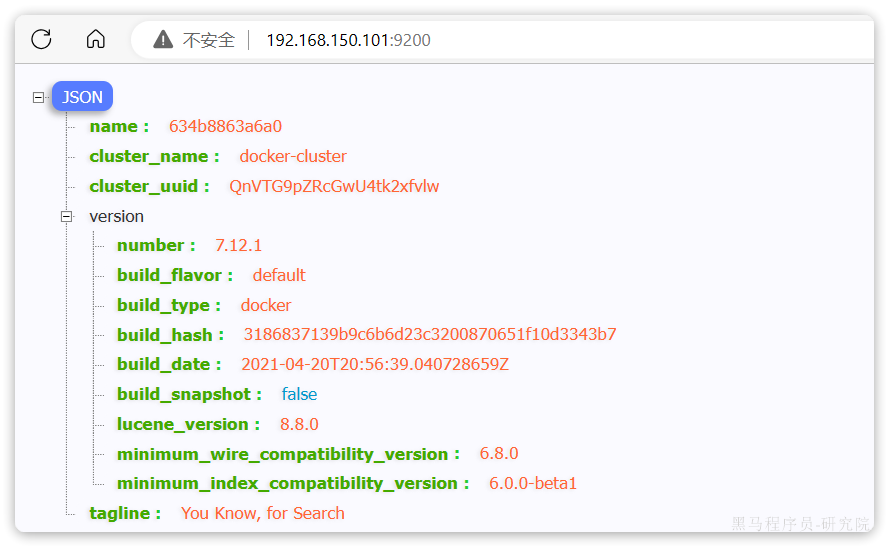 不安全 192.168.150.101:9200
JSON
name : 634b8863a6a0
cluster_name : docker-cluster
cluster_uuid : QnVTG9pZRcGwU4tk2xfvlw
version
number : 7.12.1
build_flavor : default
build_type : docker
build_hash : 3186837139b9c6b6d23c3200870651f10d3343b7
build_date : 2021-04-20T20:56:39.040728659Z
build_snapshot : false
lucene_version : 8.8.0
minimum_wire_compatibility_version : 6.8.0
minimum_index_compatibility_version : 6.0.0-beta1
tagline : You Know, for Search
黑马程序员-研究院